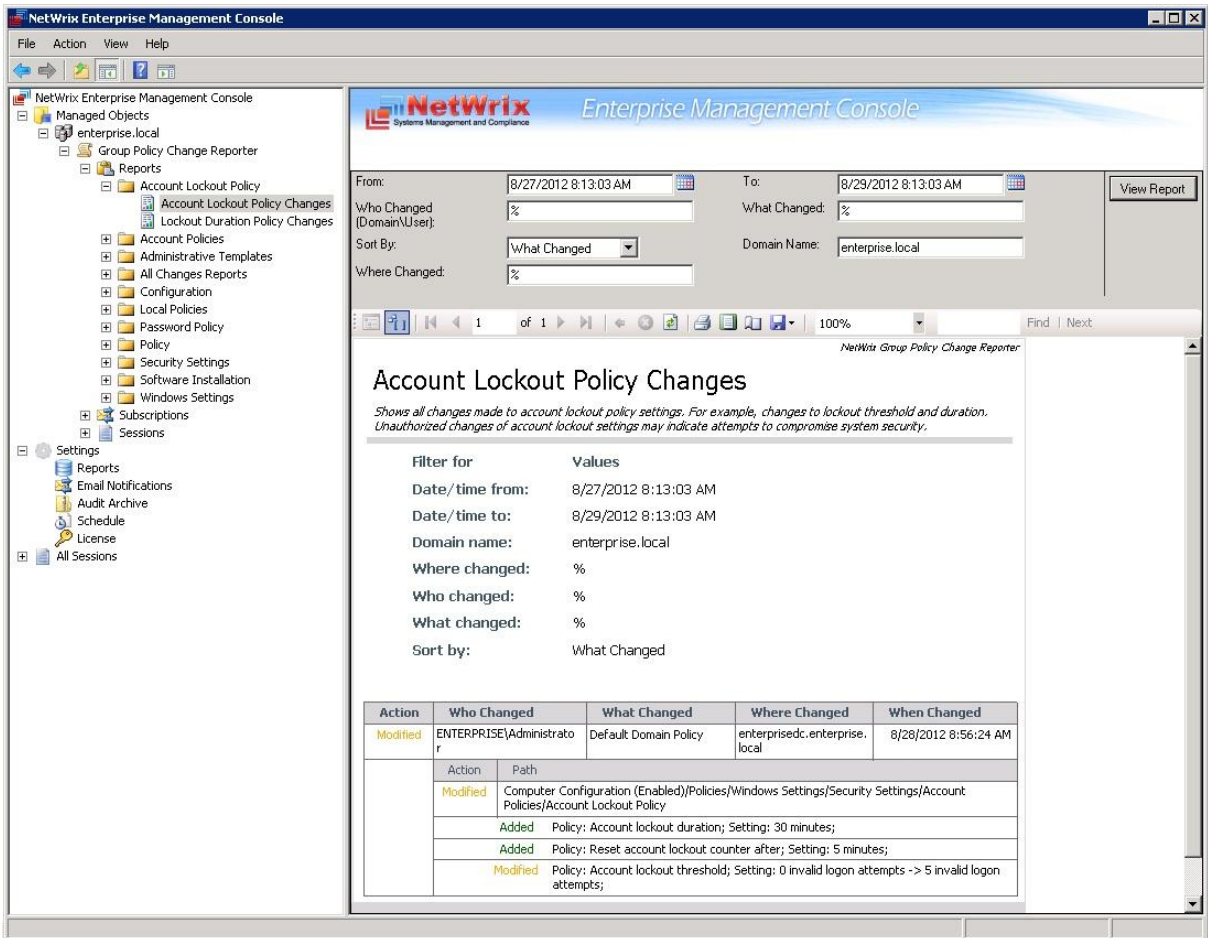 NetWrix Enterprise Management Console
File Action View Help
NetWrix Enterprise Management Console
Managed Objects
enterprise.local
Group Policy Change Reporter
Reports
Account Lockout Policy
Account Lockout Policy Changes
Lockout Duration Policy Changes
Account Policies
Administrative Templates
All Changes Reports
Configuration
Local Policies
Password Policy
Policy
Security Settings
Software Installation
Windows Settings
Subscriptions
Sessions
Settings
Reports
Email Notifications
Audit Archive
Schedule
License
All Sessions
NetWrix
Systems Management and Compliance
Enterprise Management Console
From: 8/27/2012 8:13:03 AM To: 8/29/2012 8:13:03 AM View Report
Who Changed (Domain\User): % What Changed: %
Sort By: What Changed Domain Name: enterprise.local
Where Changed: %
1 of 1 100% Find | Next
NetWrix Group Policy Change Reporter
Account Lockout Policy Changes
Shows all changes made to account lockout policy settings. For example, changes to lockout threshold and duration.
Unauthorized changes of account lockout settings may indicate attempts to compromise system security.
Filter for Values
Date/time from: 8/27/2012 8:13:03 AM
Date/time to: 8/29/2012 8:13:03 AM
Domain name: enterprise.local
Where changed: %
Who changed: %
What changed: %
Sort by: What Changed
Action Who Changed What Changed Where Changed When Changed
Modified ENTERPRISE\Administrator Default Domain Policy enterprisedc.enterprise.local 8/28/2012 8:56:24 AM
Action Path
Modified Computer Configuration (Enabled)/Policies/Windows Settings/Security Settings/Account
Policies/Account Lockout Policy
Added Policy: Account lockout duration; Setting: 30 minutes;
Added Policy: Reset account lockout counter after; Setting: 5 minutes;
Modified Policy: Account lockout threshold; Setting: 0 invalid logon attempts -> 5 invalid logon
attempts;